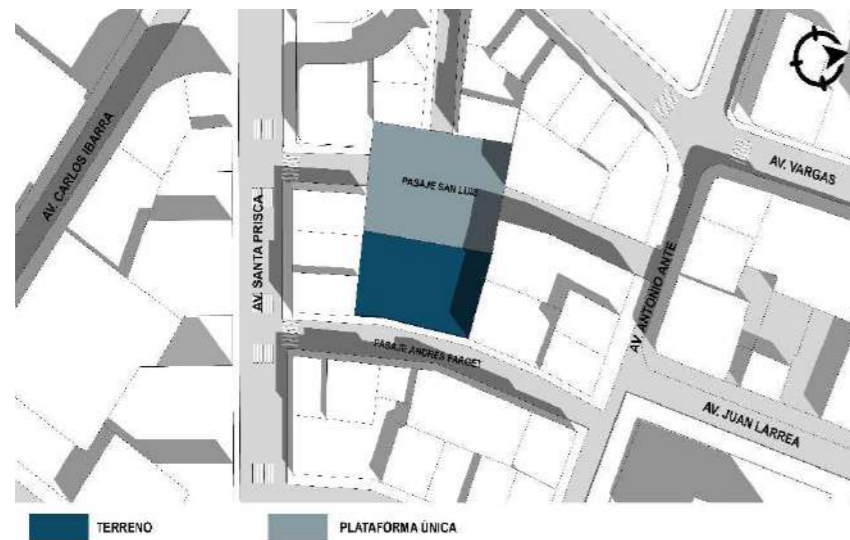 AV. CARLOS IBARRA
AV. SANTA PRISCA
PASAJE SAN LUIS
AV. VARGAS
AV. ANTONIO ANTE
PASAJE ANDRES FARGET
AV. JUAN LARREA
TERRENO
PLATAFORMA ÚNICA